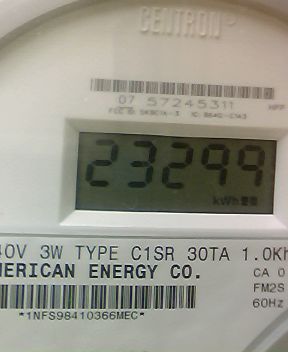 CENTRON®
07 57245311
23299
kWh
40V 3W TYPE C1SR 30TA 1.0Kh
MERICAN ENERGY CO.
CA 0
FM2S
60Hz
*1NFS98410366MEC*